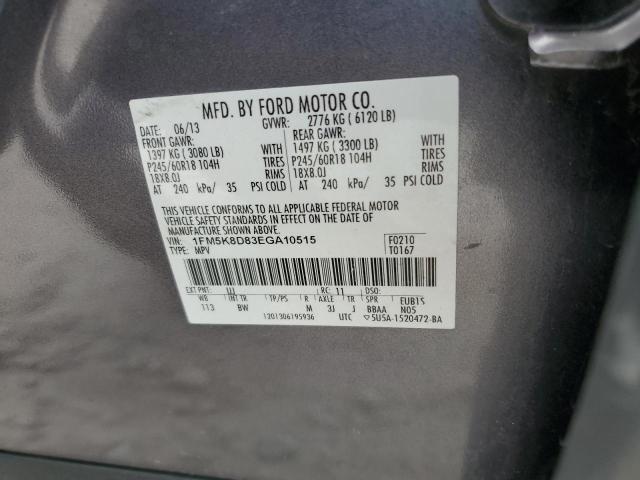 MFD. BY FORD MOTOR CO.
DATE: 06/13 GVWR: 2776 KG ( 6120 LB)
FRONT GAWR: REAR GAWR:
1397 KG ( 3080 LB) WITH 1497 KG ( 3300 LB) WITH
P245/60R18 104H TIRES P245/60R18 104H TIRES
18X8.0J RIMS 18X8.0J RIMS
AT 240 kPa/ 35 PSI COLD AT 240 kPa/ 35 PSI COLD
THIS VEHICLE CONFORMS TO ALL APPLICABLE FEDERAL MOTOR
VEHICLE SAFETY STANDARDS IN EFFECT ON THE DATE OF
MANUFACTURE SHOWN ABOVE.
VIN: 1FM5K8D83EGA10515 F0210
TYPE: MPV T0167
EXT PNT: UJ RC: 11 DSO:
WB INT TR TP/PS R AXLE TR SPR EUB1S
113 BW M 3J J BBAA N05
1201306195936 UTC 5U5A-1520472-BA